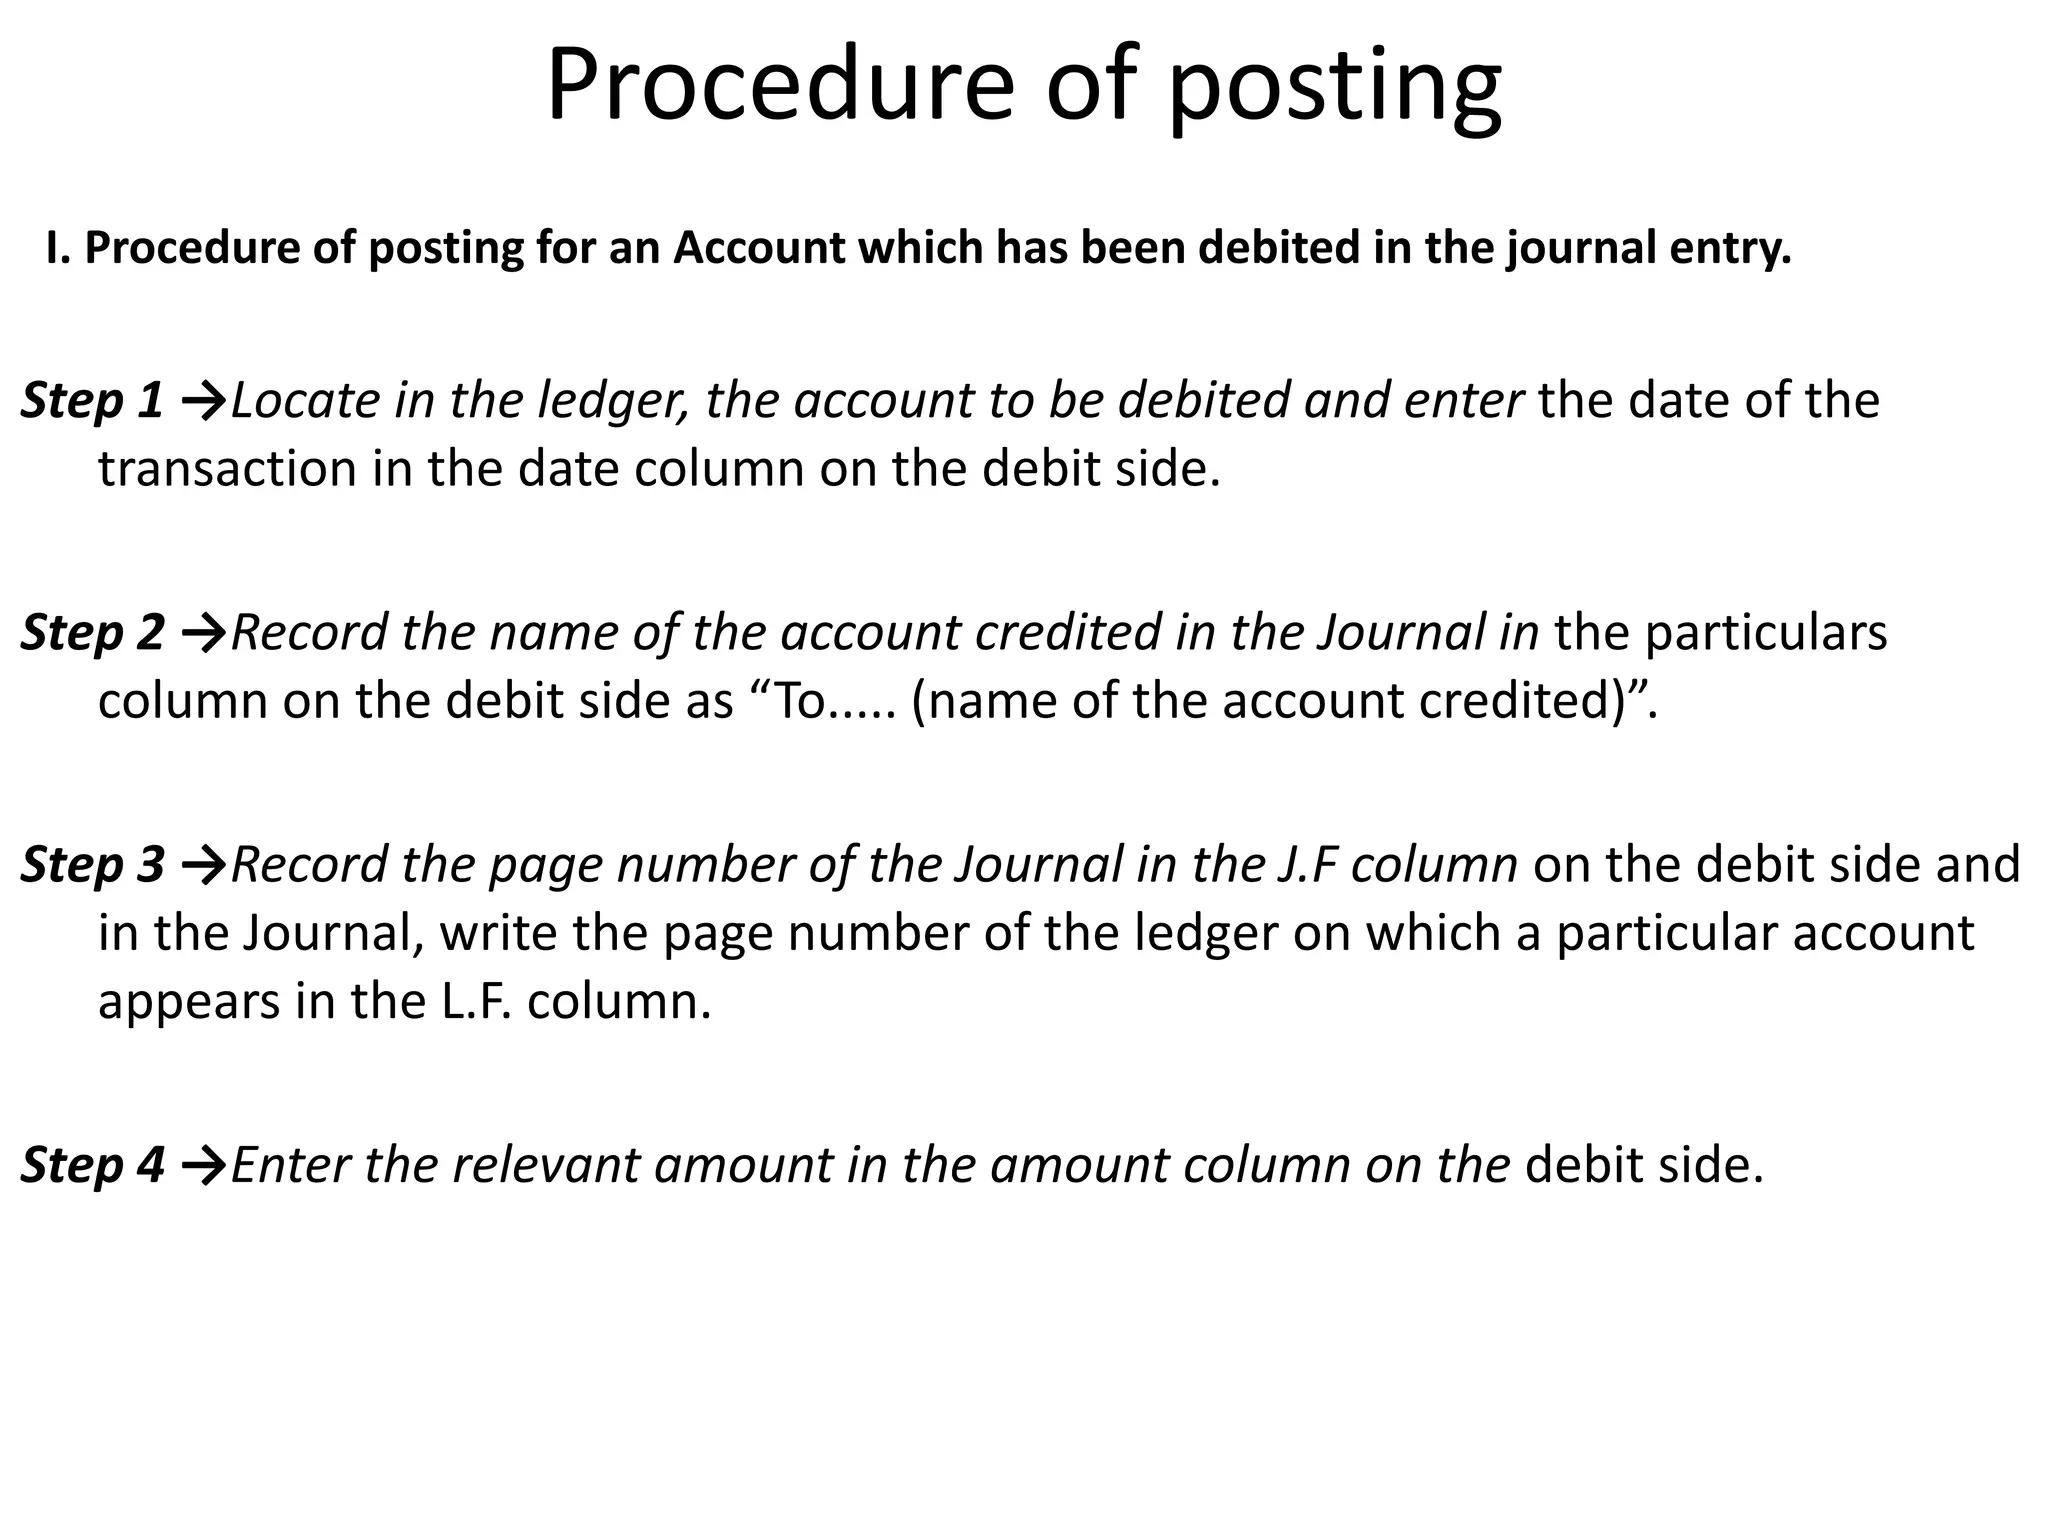 Procedure of posting
I. Procedure of posting for an Account which has been debited in the journal entry.
Step 1 →Locate in the ledger, the account to be debited and enter the date of the
transaction in the date column on the debit side.
Step 2 →Record the name of the account credited in the Journal in the particulars
column on the debit side as “To..... (name of the account credited)”.
Step 3 →Record the page number of the Journal in the J.F column on the debit side and
in the Journal, write the page number of the ledger on which a particular account
appears in the L.F. column.
Step 4 →Enter the relevant amount in the amount column on the debit side.